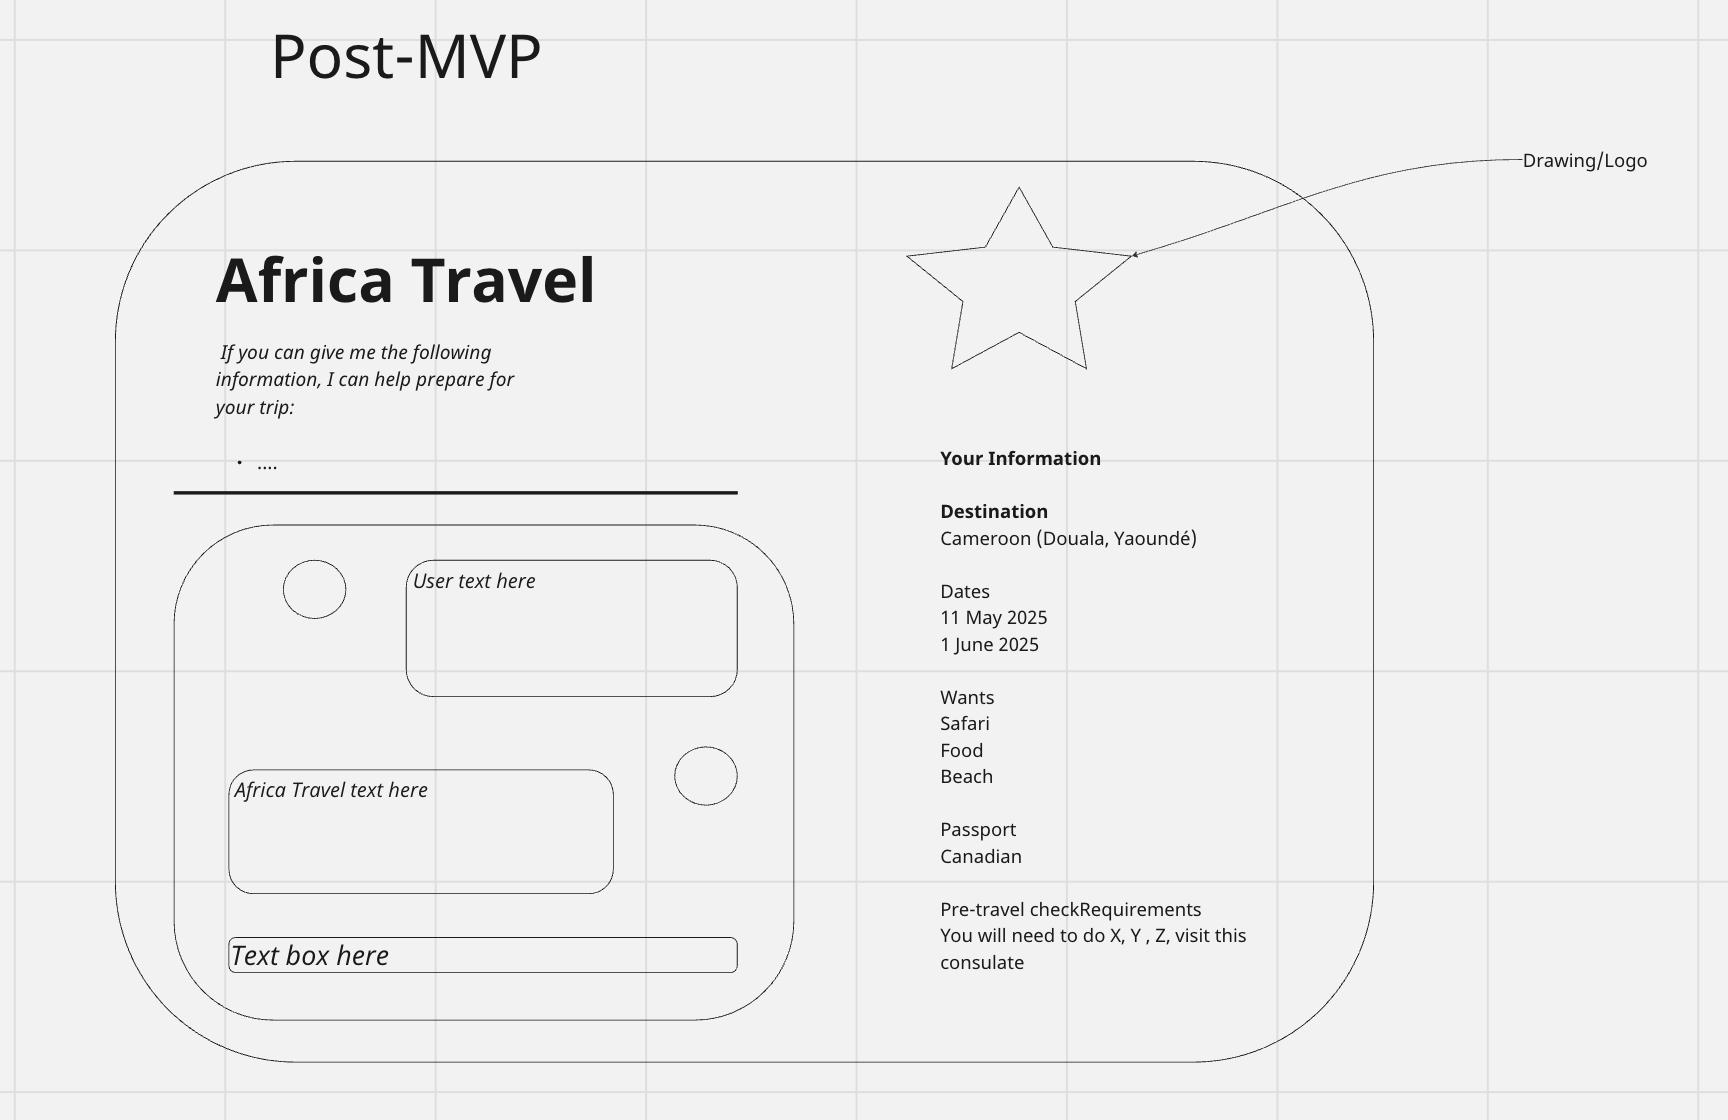 Post-MVP
Drawing/Logo
Africa Travel
If you can give me the following
information, I can help prepare for
your trip:
• ....
User text here
Africa Travel text here
Text box here
Your Information
Destination
Cameroon (Douala, Yaoundé)
Dates
11 May 2025
1 June 2025
Wants
Safari
Food
Beach
Passport
Canadian
Pre-travel checkRequirements
You will need to do X, Y , Z, visit this
consulate